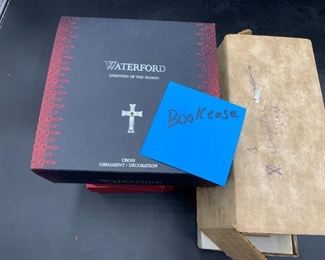 WATERFORD
LIGHTING UP THE SEASON
Bookcase
CROSS
ORNAMENT / DECORATION
WATERFORD